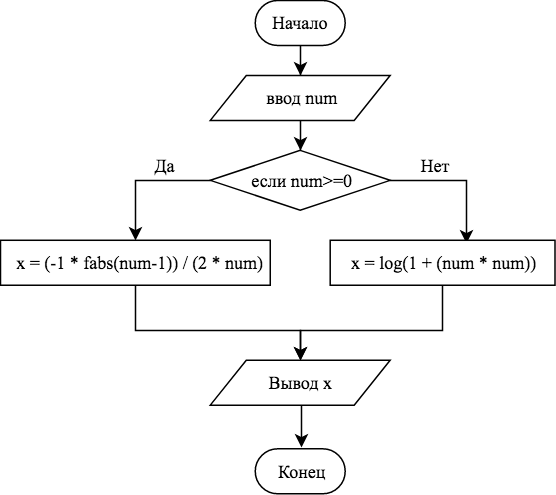 Начало
ввод num
Да
если num>=0
Нет
x = (-1 * fabs(num-1)) / (2 * num)
x = log(1 + (num * num))
Вывод x
Конец